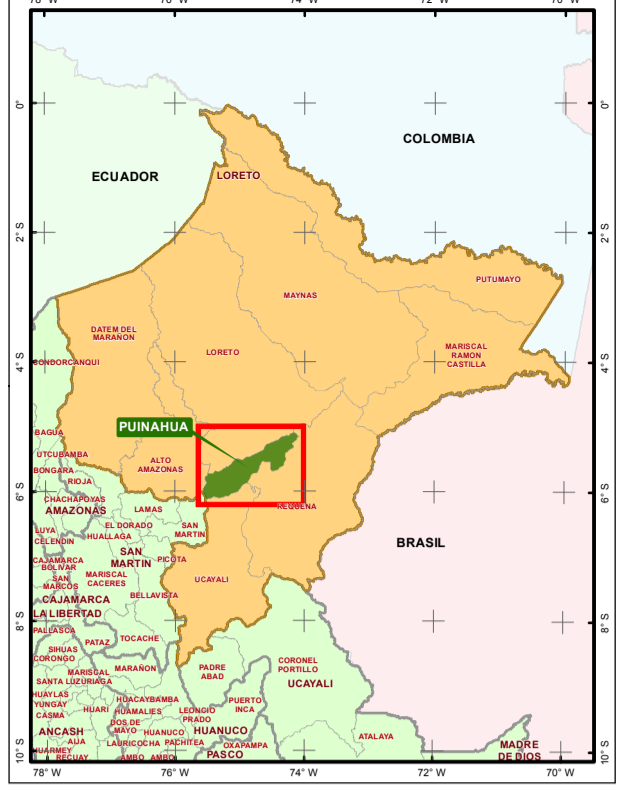 78° W
76° W
74° W
72° W
70° W
0°
0°
COLOMBIA
ECUADOR
LORETO
2° S
2° S
PUTUMAYO
MAYNAS
DATEM DEL
MARAÑON
LORETO
MARISCAL
RAMON
CASTILLA
4° S
4° S
CONDORCANQUI
PUINAHUA
BAGUA
UTCUBAMBA
ALTO
AMAZONAS
BONGARA
RIOJA
6° S
6° S
CHACHAPOYAS
AMAZONAS
LAMAS
REQUENA
EL DORADO
SAN
MARTIN
LUYA
HUALLAGA
CELENDIN
BRASIL
SAN
MARTIN
PICOTA
CAJAMARCA
BOLIVAR
SAN
MARCOS
MARISCAL
CACERES
UCAYALI
BELLAVISTA
CAJAMARCA
LA LIBERTAD
8° S
8° S
PALLASCA
PATAZ
TOCACHE
SIHUAS
CORONGO
MARAÑON
PADRE
ABAD
CORONEL
PORTILLO
MARISCAL
LUZURIAGA
SANTA
UCAYALI
HUAYLAS
HUACAYBAMBA
PUERTO
INCA
YUNGAY
HUARI
HUAMALIES
LEONCIO
PRADO
CASMA
DOS DE
MAYO
HUANUCO
HUANUCO
ANCASH
AIJA
LAURICOCHA
PACHITEA
OXAPAMPA
ATALAYA
MADRE
DE DIOS
HUARMEY
RECUAY
AMBO
AMBO
PASCO
10° S
10° S
78° W
76° W
74° W
72° W
70° W